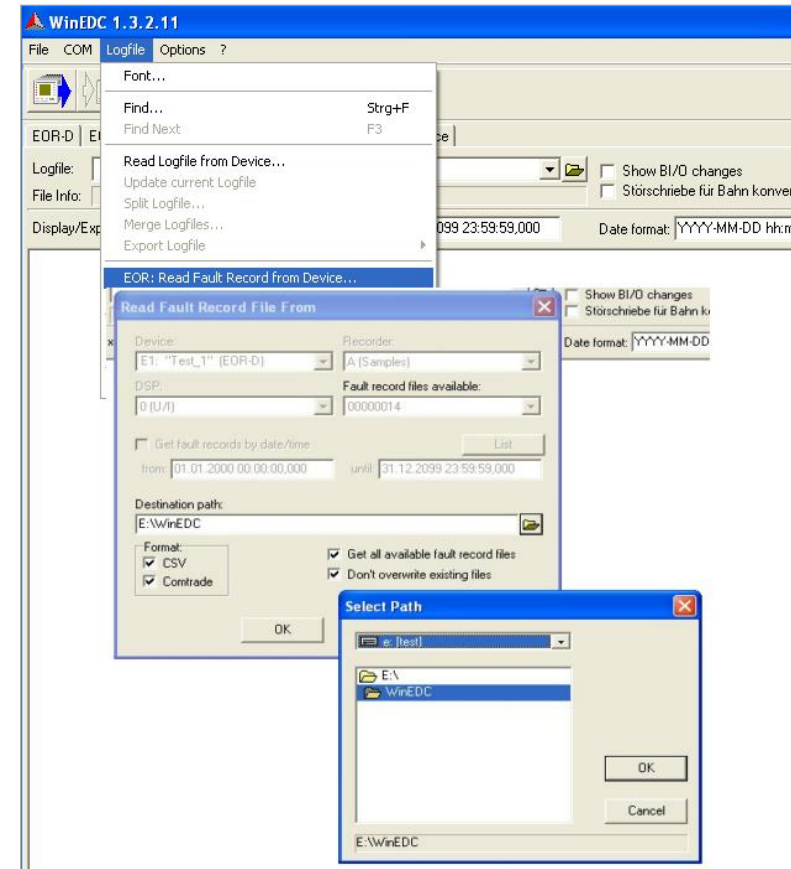 WinEDC 1.3.2.11
File COM Logfile Options ?
Font...
Find... Strg+F
Find Next F3
EOR-D
Logfile:
Read Logfile from Device...
Show BI/O changes
Update current Logfile
File Info:
Störschriebe für Bahn
Split Logfile...
Merge Logfiles...
099 23:59:59,000
Date format: YYYY-MM-DD
Export Logfile
EOR: Read Fault Record from Device...
Read Fault Record File From
Show BI/O changes
Störschriebe für Bahn
Date format: YYYY-MM-DD
Device: Recorder:
E1: "Test_1" (EOR-D) A (Samples)
DSP: Fault record files available:
0 (U/I) 00000014
Get fault records by date/time List
from: 01.01.2000 00:00:00,000 until: 31.12.2099 23:59:59,000
Destination path:
E:\WinEDC
Format:
CSV
Comtrade
Get all available fault record files
Don't overwrite existing files
OK
Select Path
e: [test]
E:\
WinEDC
OK
Cancel
E:\WinEDC